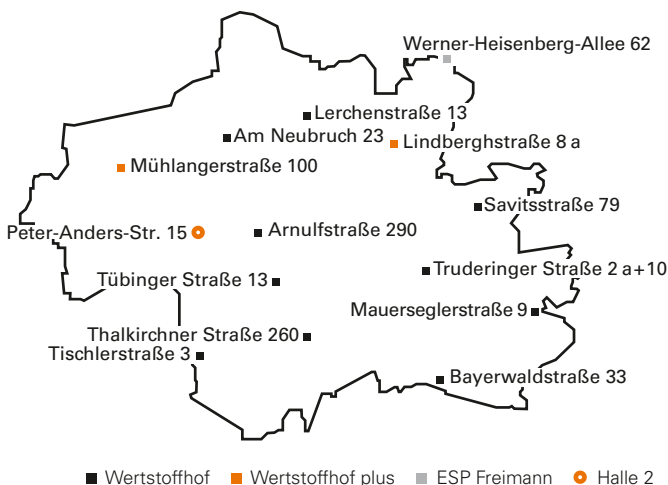 Werner-Heisenberg-Allee 62
Lerchenstraße 13
Am Neubruch 23
Lindberghstraße 8 a
Mühlangerstraße 100
Savitsstraße 79
Peter-Anders-Str. 15
Arnulfstraße 290
Truderinger Straße 2 a+10
Tübinger Straße 13
Mauerseglerstraße 9
Thalkirchner Straße 260
Tischlerstraße 3
Bayerwaldstraße 33
Wertstoffhof
Wertstoffhof plus
ESP Freimann
Halle 2